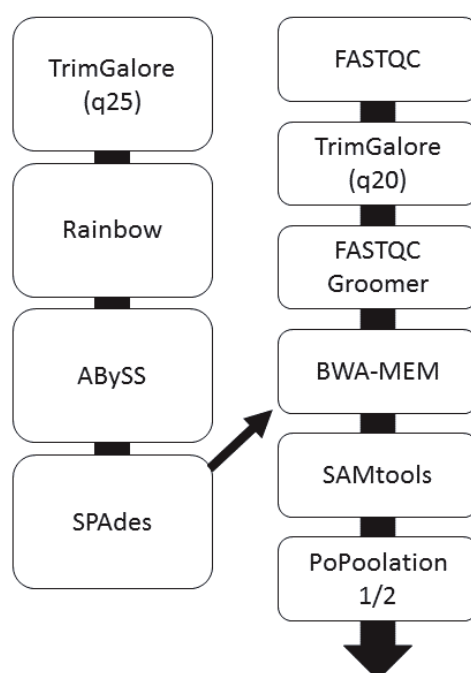 TrimGalore
(q25)
Rainbow
ABySS
SPAdes
FASTQC
TrimGalore
(q20)
FASTQC
Groomer
BWA-MEM
SAMtools
PoPoolation
1/2